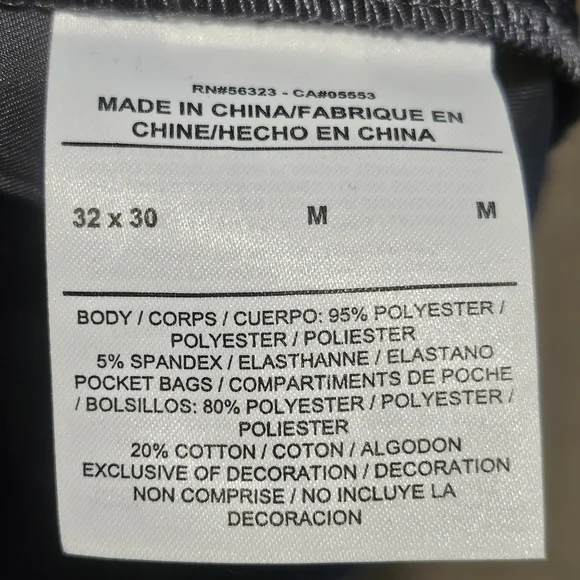 RN#56323 - CA#05553
MADE IN CHINA/FABRIQUE EN
CHINE/HECHO EN CHINA
32 x 30 M M
BODY / CORPS / CUERPO: 95% POLYESTER /
POLYESTER / POLIESTER
5% SPANDEX / ELASTHANNE / ELASTANO
POCKET BAGS / COMPARTiMENTS DE POCHE
/ BOLSILLOS: 80% POLYESTER / POLYESTER /
POLIESTER
20% COTTON / COTON / ALGODON
EXCLUSIVE OF DECORATION / DECORATION
NON COMPRISE / NO INCLUYE LA
DECORACION